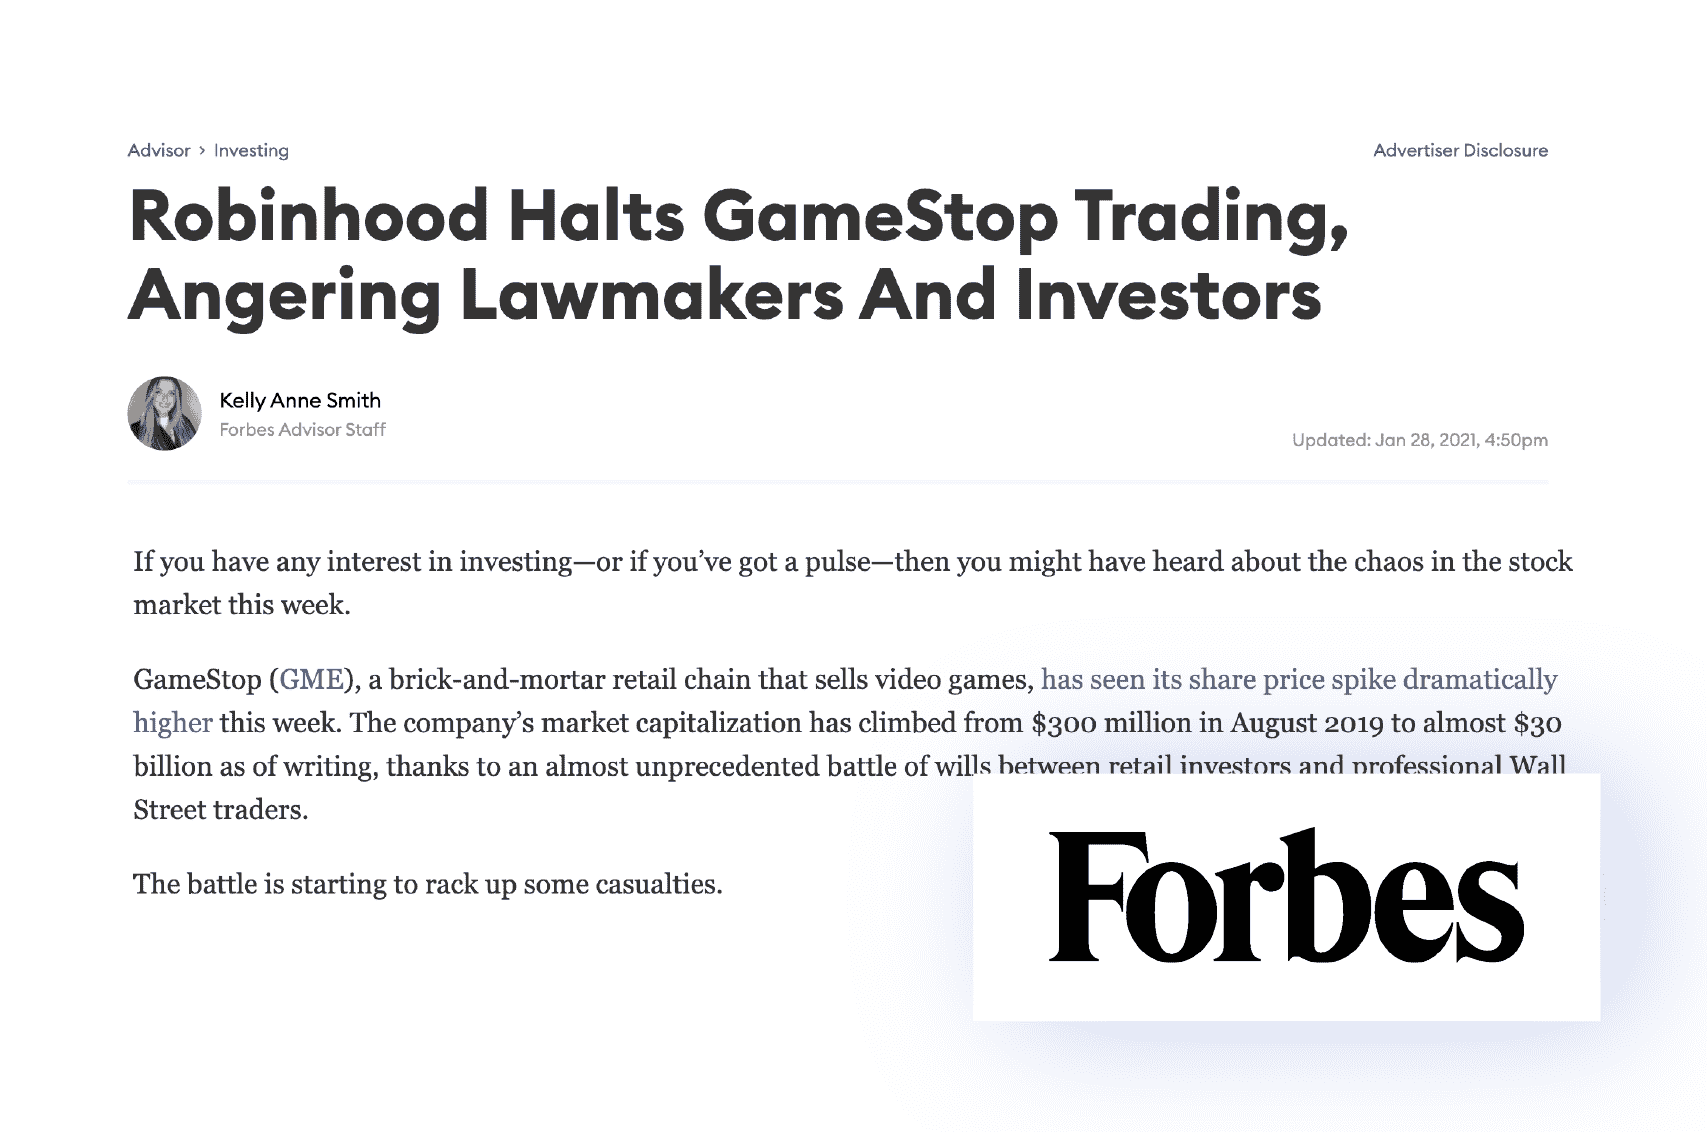 Advisor > Investing
Advertiser Disclosure
Robinhood Halts GameStop Trading,
Angering Lawmakers And Investors
Kelly Anne Smith
Forbes Advisor Staff
Updated: Jan 28, 2021, 4:50pm
If you have any interest in investing—or if you’ve got a pulse—then you might have heard about the chaos in the stock
market this week.
GameStop (GME), a brick-and-mortar retail chain that sells video games, has seen its share price spike dramatically
higher this week. The company’s market capitalization has climbed from $300 million in August 2019 to almost $30
billion as of writing, thanks to an almost unprecedented battle of wills between retail investors and professional Wall
Street traders.
The battle is starting to rack up some casualties.
Forbes